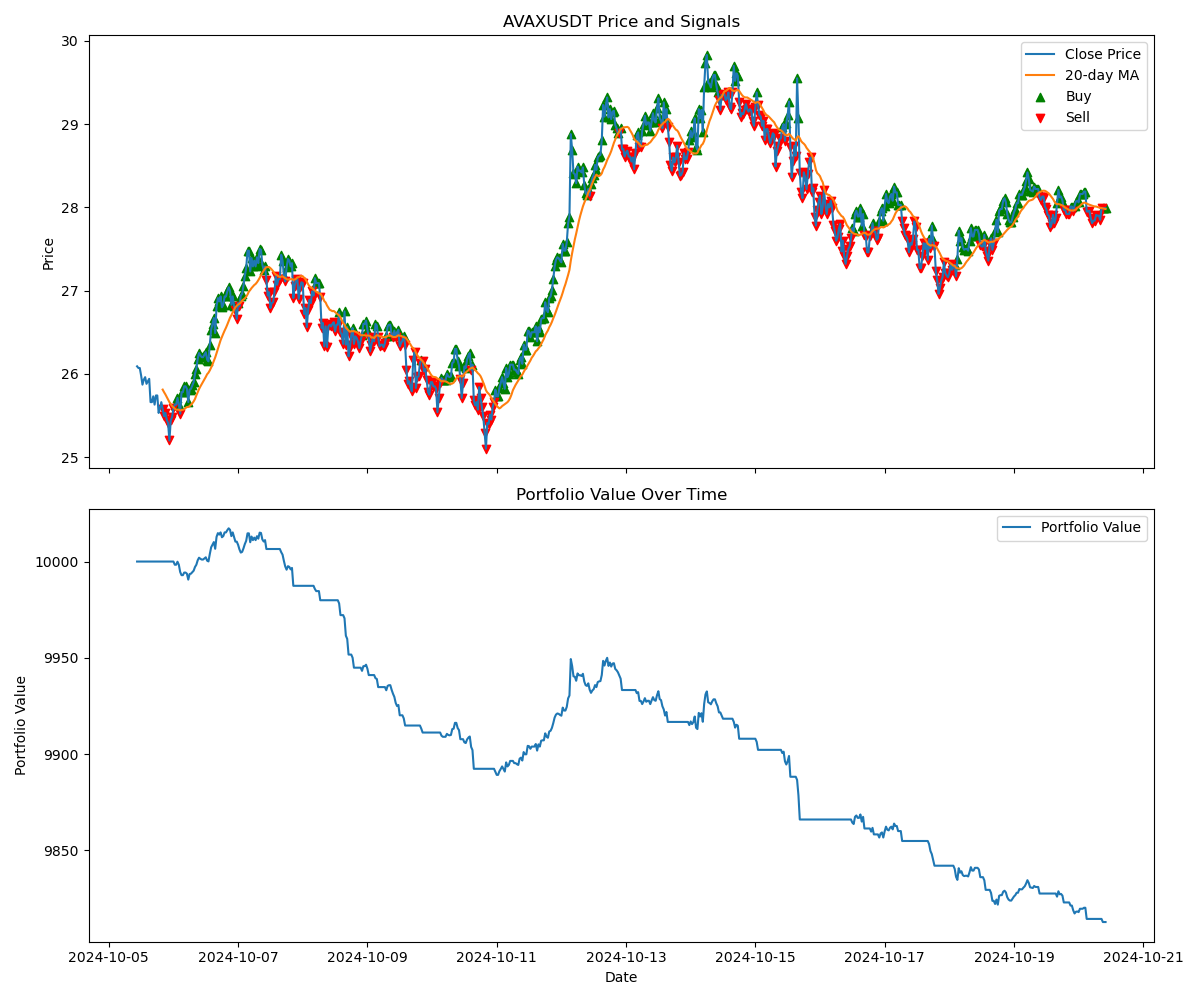 AVAXUSDT Price and Signals
30
29
28
27
26
25
Price
Close Price
20-day MA
Buy
Sell
Portfolio Value Over Time
10000
9950
9900
9850
Portfolio Value
Portfolio Value
2024-10-05 2024-10-07 2024-10-09 2024-10-11 2024-10-13 2024-10-15 2024-10-17 2024-10-19 2024-10-21
Date